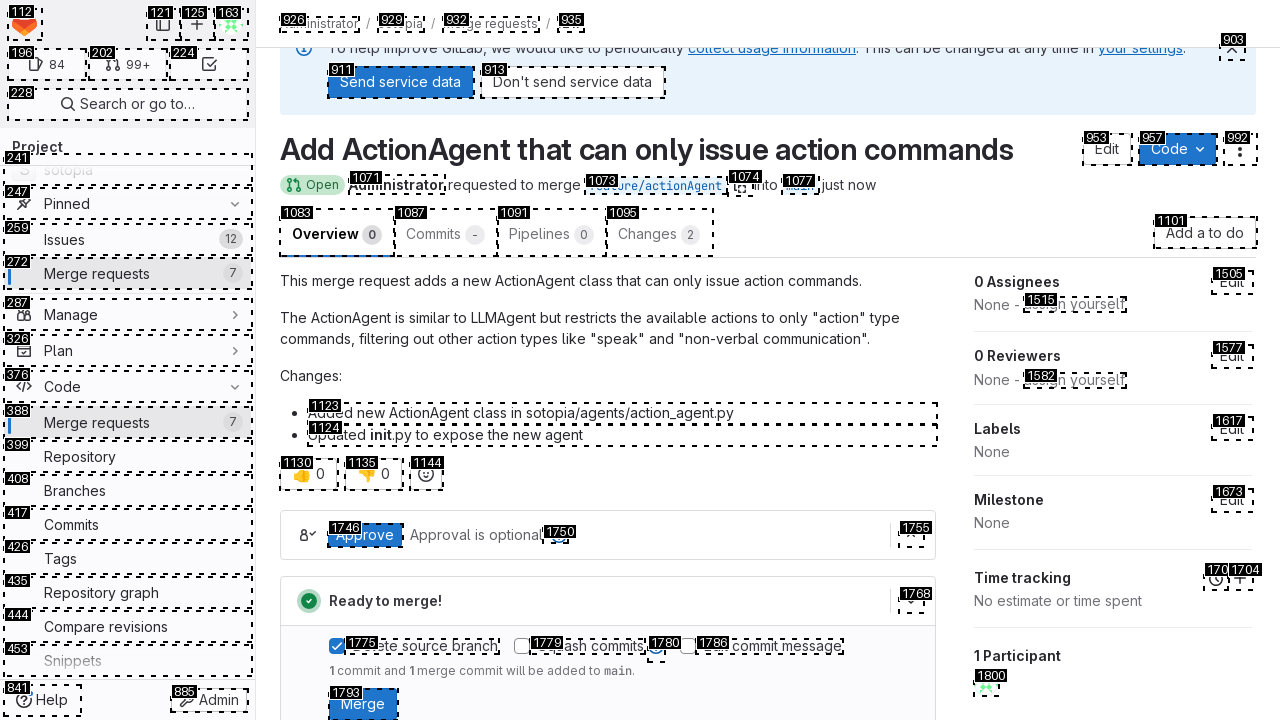 112
121
125
163
196
84
202
99+
224
228
Search or go to…
Project
241
sotopia
247
Pinned
259
Issues
12
272
Merge requests
7
287
Manage
326
Plan
376
Code
388
Merge requests
7
399
Repository
408
Branches
417
Commits
426
Tags
435
Repository graph
444
Compare revisions
453
Snippets
841
Help
885
Admin
926
929
/
932
/
935
/
To help improve GitLab, we would like to periodically collect usage information. This can be changed at any time in your settings.
903
911
Send service data
913
Don't send service data
Add ActionAgent that can only issue action commands
953
Edit
957
Code
992
Open
1071
Administrator requested to merge
1073
feature/actionAgent
1074
into
1077
main
just now
1083
Overview 0
1087
Commits -
1091
Pipelines 0
1095
Changes 2
1101
Add a to do
This merge request adds a new ActionAgent class that can only issue action commands.
The ActionAgent is similar to LLMAgent but restricts the available actions to only "action" type
commands, filtering out other action types like "speak" and "non-verbal communication".
Changes:
1123
Added new ActionAgent class in sotopia/agents/action_agent.py
1124
Updated init.py to expose the new agent
1130
0
1135
0
1144
1746
Approve
Approval is optional
1750
1755
Ready to merge!
1768
1775
Delete source branch
1779
Squash commits
1780
1786
Edit commit message
1 commit and 1 merge commit will be added to main.
1793
Merge
0 Assignees
1505
Edit
None -
1515
assign yourself
0 Reviewers
1577
Edit
None -
1582
assign yourself
Labels
1617
Edit
None
Milestone
1673
Edit
None
Time tracking
170
1704
No estimate or time spent
1 Participant
1800